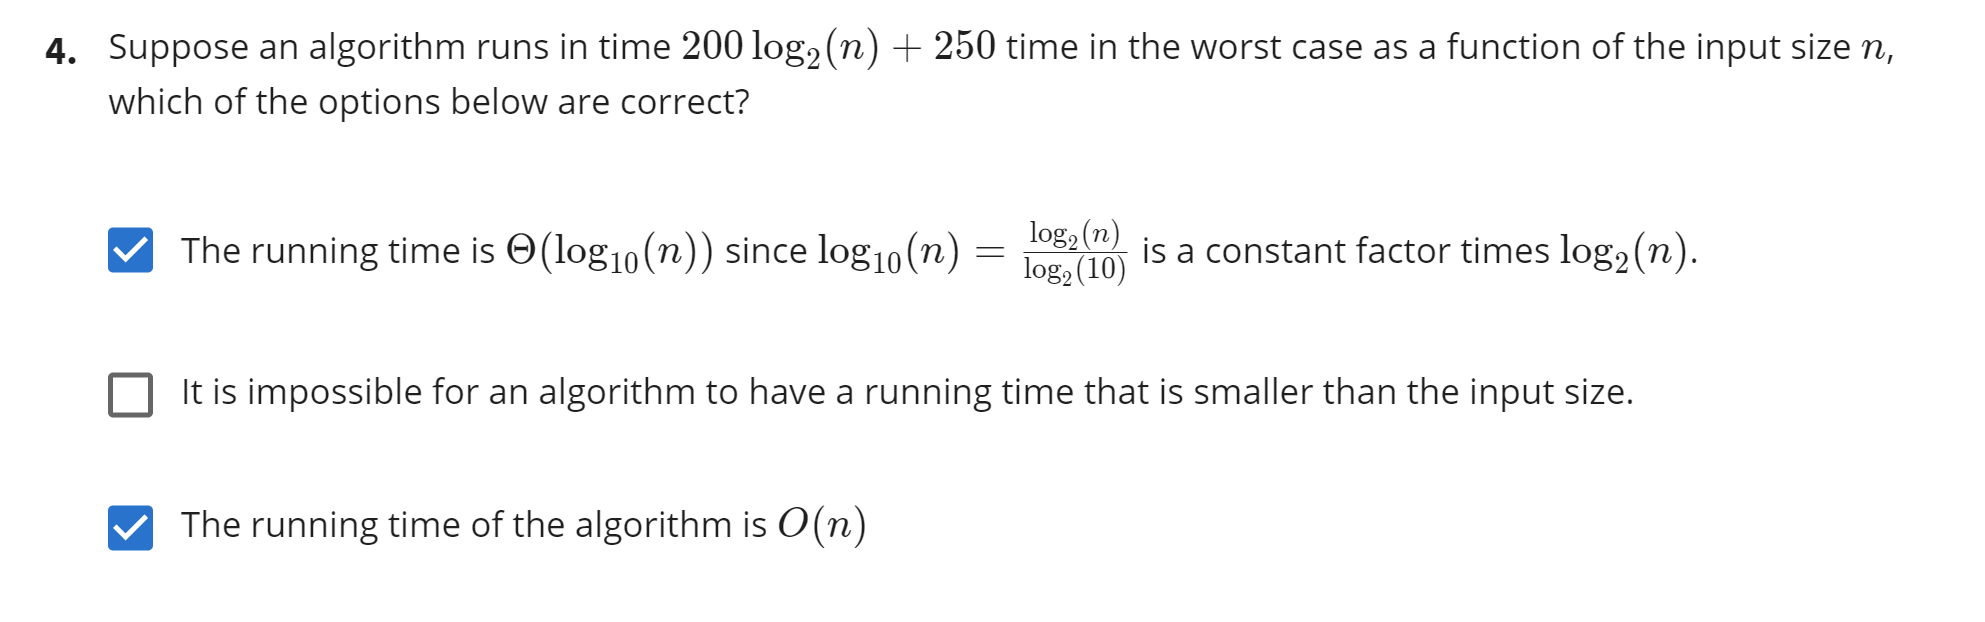 4. Suppose an algorithm runs in time 200 log₂(n) + 250 time in the worst case as a function of the input size n,
which of the options below are correct?
The running time is Θ(log₁₀(n)) since log₁₀(n) = log₂(n)/log₂(10) is a constant factor times log₂(n).
It is impossible for an algorithm to have a running time that is smaller than the input size.
The running time of the algorithm is O(n)